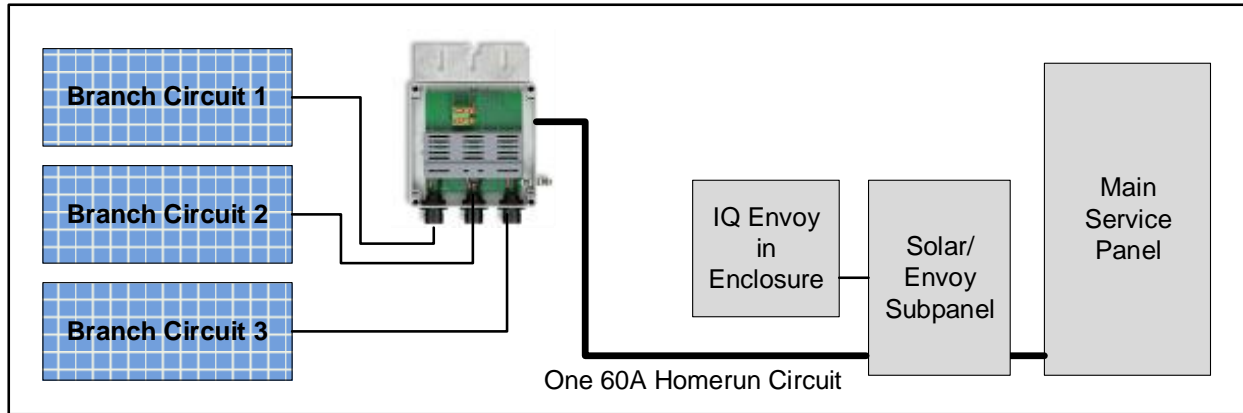 Branch Circuit 1
Branch Circuit 2
Branch Circuit 3
IQ Envoy
in
Enclosure
Solar/
Envoy
Subpanel
Main
Service
Panel
One 60A Homerun Circuit